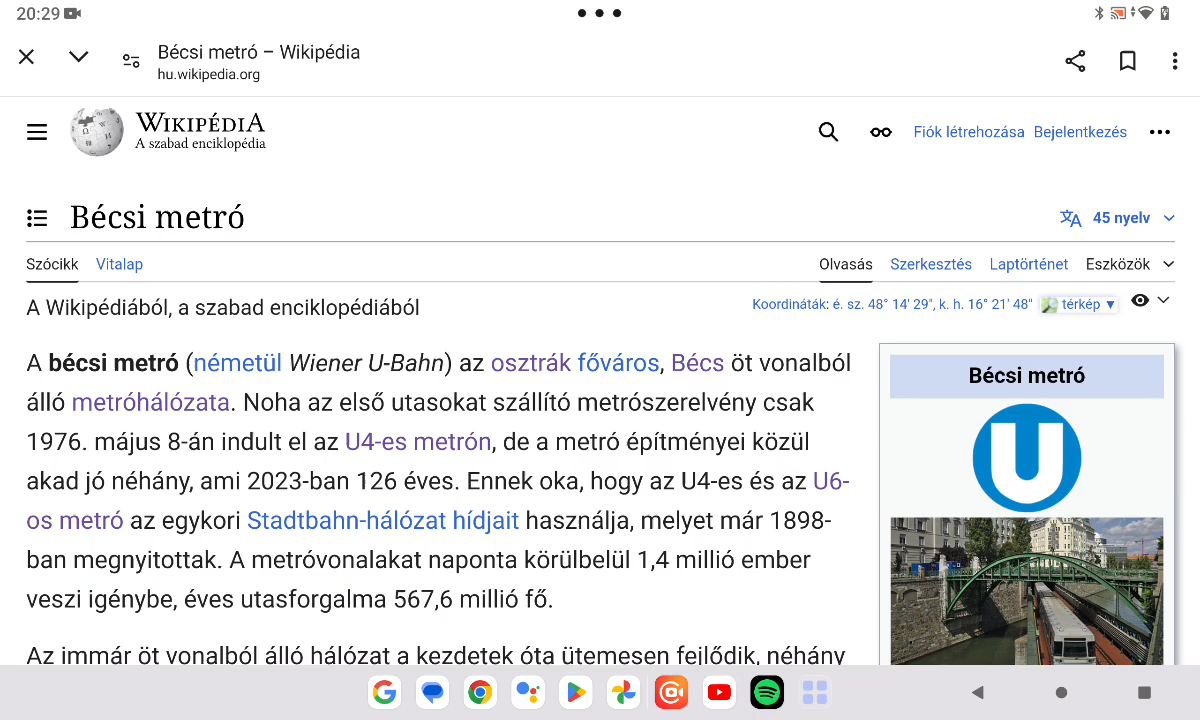 20:29
Bécsi metró – Wikipédia
hu.wikipedia.org
WIKIPÉDIA
A szabad enciklopédia
Fiók létrehozása Bejelentkezés
Bécsi metró
45 nyelv
Szócikk Vitalap Olvasás Szerkesztés Laptörténet Eszközök
A Wikipédiából, a szabad enciklopédiából
Koordináták: é. sz. 48° 14′ 29″, k. h. 16° 21′ 48″ térkép ▼
A bécsi metró (németül Wiener U-Bahn) az osztrák főváros, Bécs öt vonalból
álló metróhálózata. Noha az első utasokat szállító metrószerelvény csak
1976. május 8-án indult el az U4-es metrón, de a metró építményei közül
akad jó néhány, ami 2023-ban 126 éves. Ennek oka, hogy az U4-es és az U6-
os metró az egykori Stadtbahn-hálózat hídjait használja, melyet már 1898-
ban megnyitottak. A metróvonalakat naponta körülbelül 1,4 millió ember
veszi igénybe, éves utasforgalma 567,6 millió fő.
Az immár öt vonalból álló hálózat a kezdetek óta ütemesen fejlődik, néhány
Bécsi metró
U